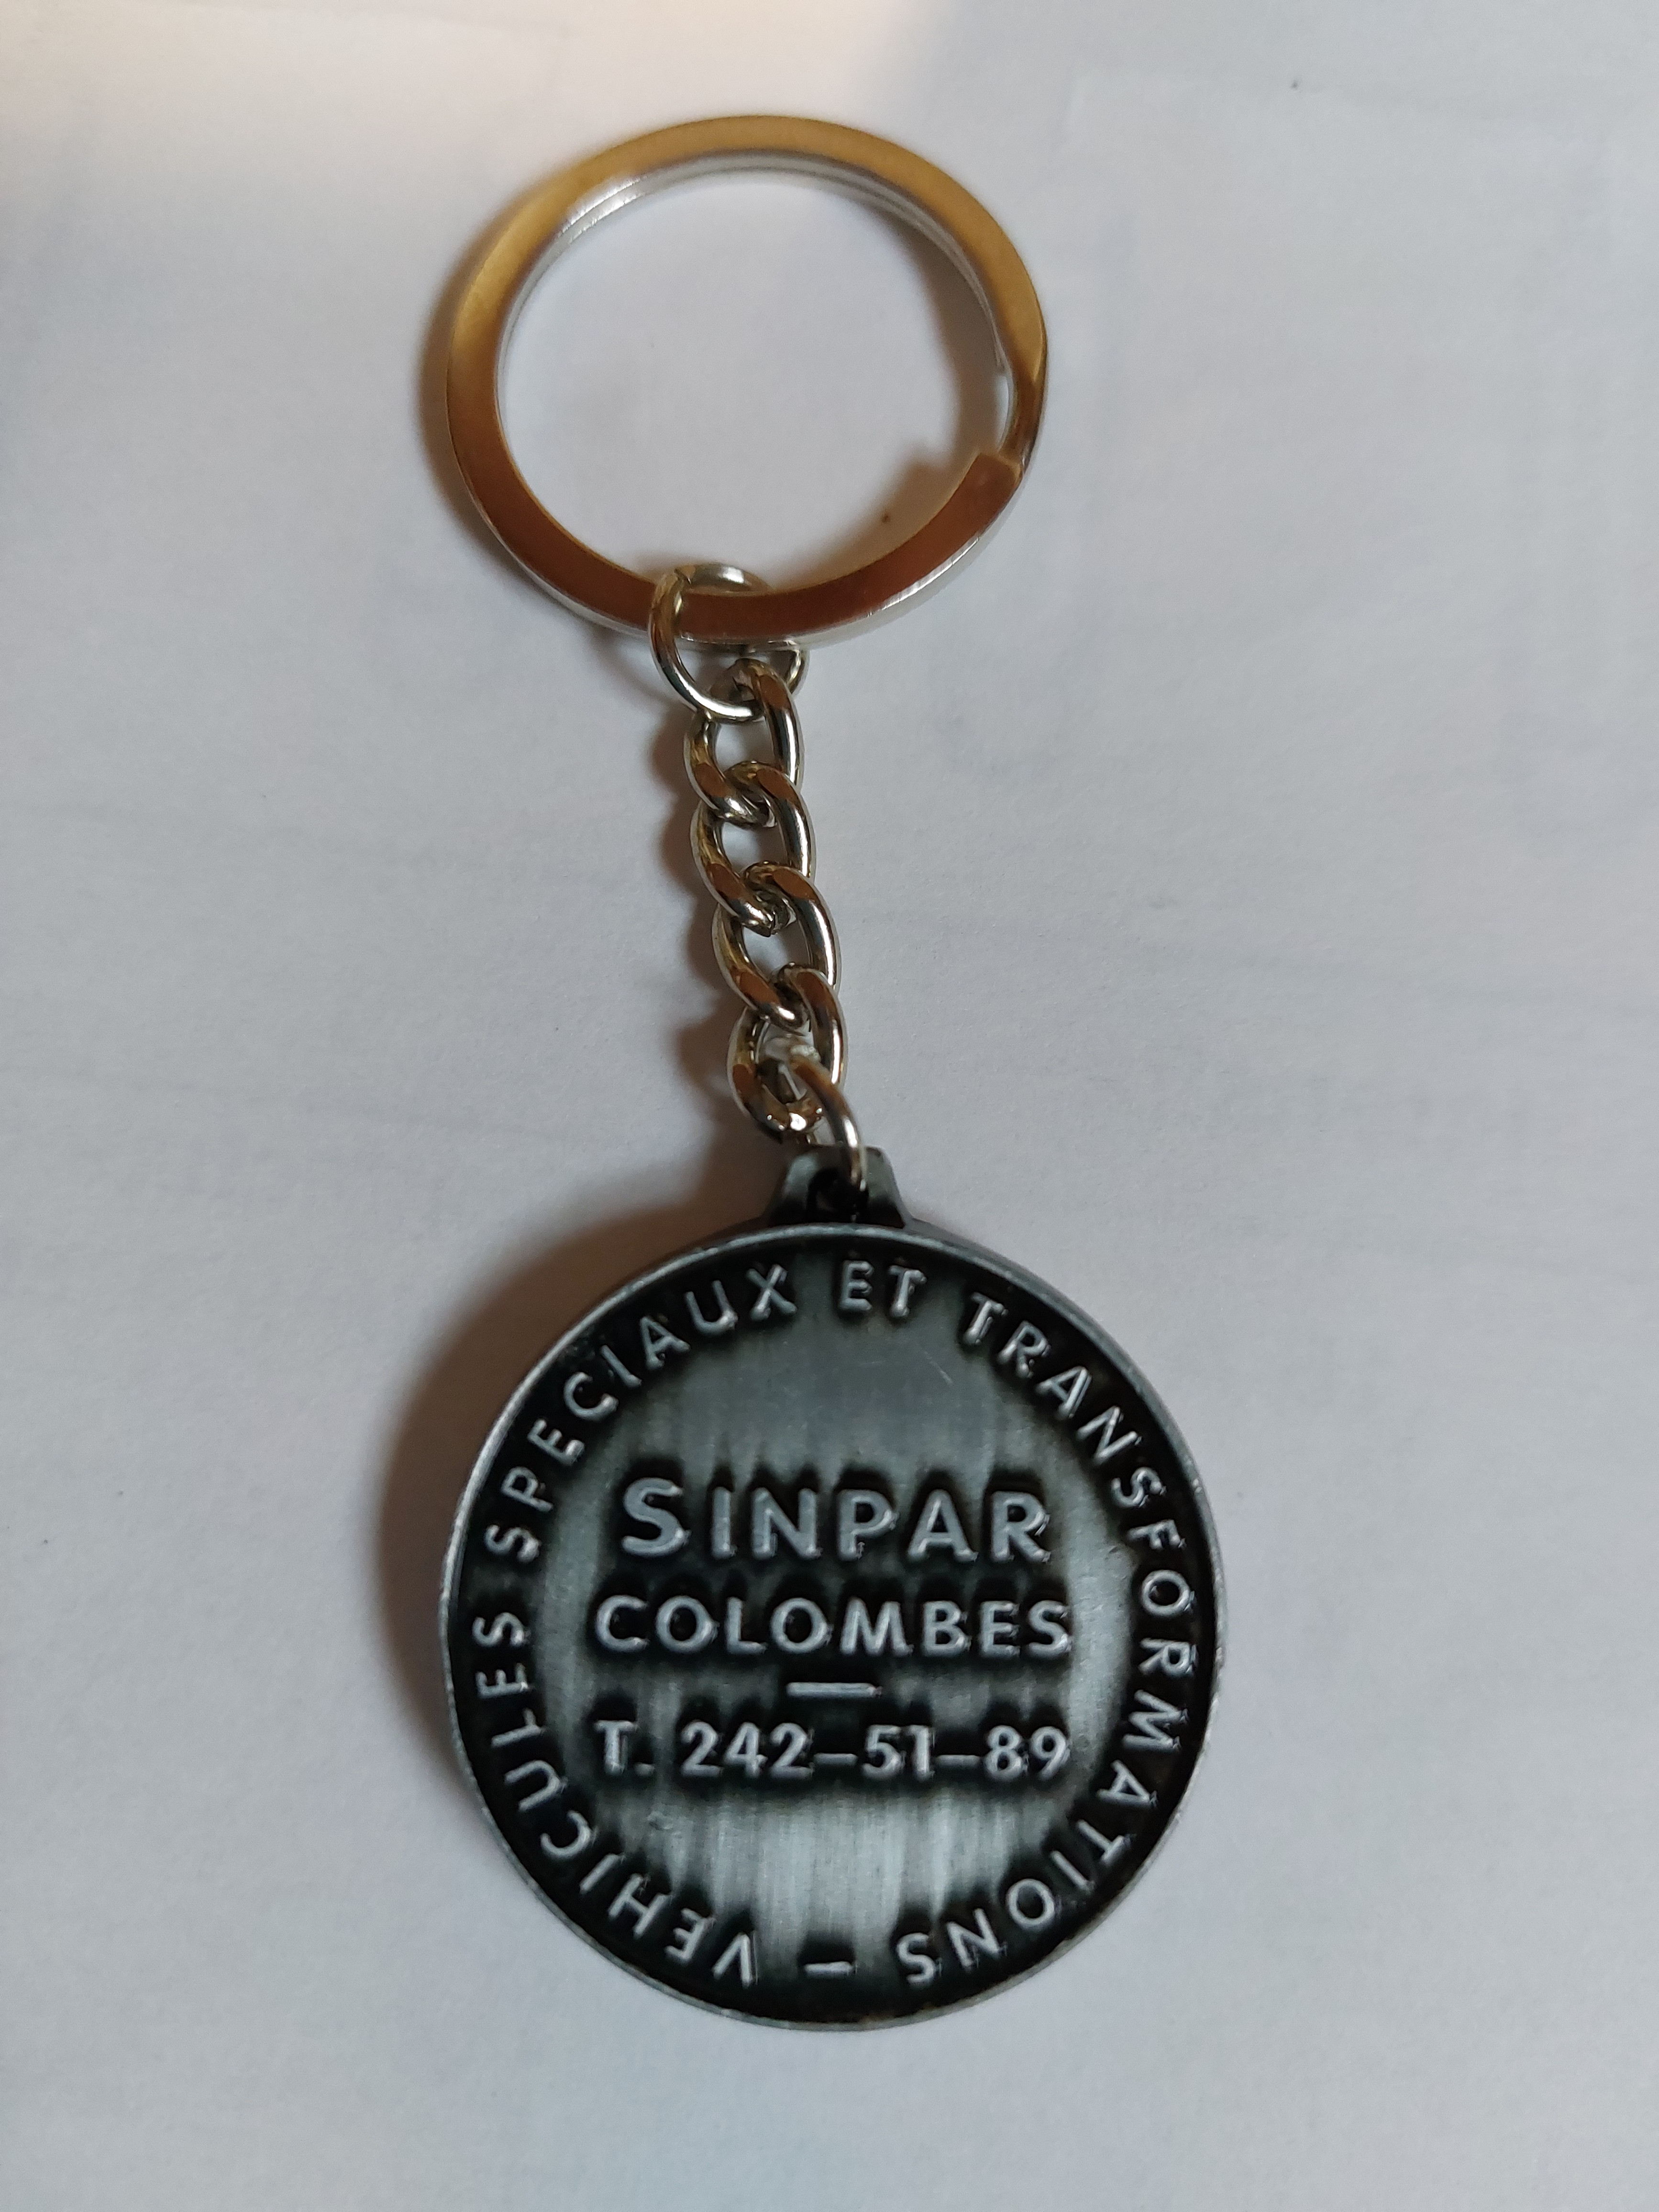 VEHICULES SPECIAUX ET TRANSFORMATIONS –
SINPAR
COLOMBES
—
T. 242–51–89